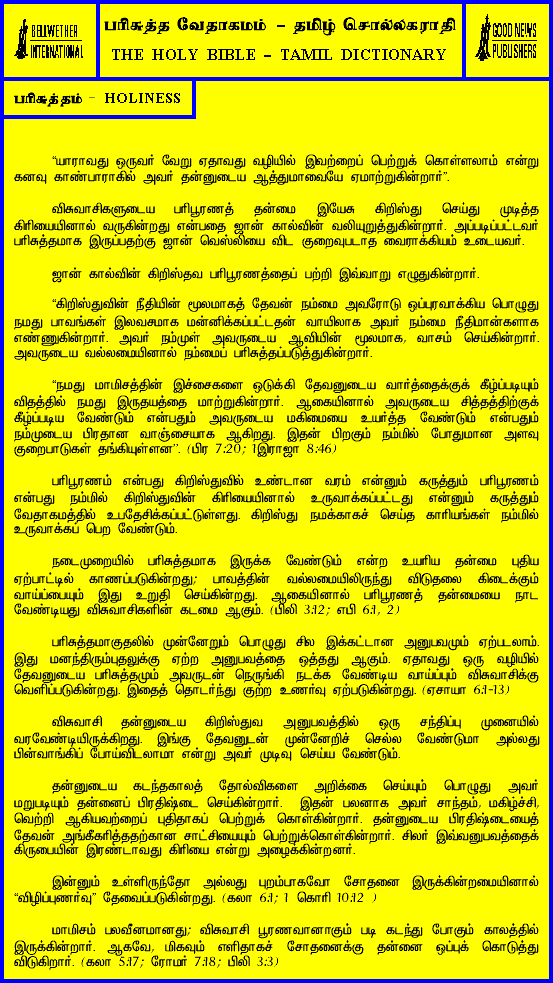 BELLWETHER
INTERNATIONAL
பரிசுத்த வேதாகமம் – தமிழ் சொல்லகராதி
THE HOLY BIBLE – TAMIL DICTIONARY
GOOD NEWS
PUBLISHERS
பரிசுத்தம் – HOLINESS
“யாராவது ஒருவர் வேறு ஏதாவது வழியில் இவற்றைப் பெற்றுக் கொள்ளலாம் என்று
கனவு காண்பாராகில் அவர் தன்னுடைய ஆத்துமாவையே ஏமாற்றுகின்றார்”.
விசுவாசிகளுடைய பரிபூரணத் தன்மை இயேசு கிறிஸ்து செய்து முடித்த
கிரியையினால் வருகின்றது என்பதை ஜான் கால்வின் வலியுறுத்துகின்றார். அப்படிப்பட்டவர்
பரிசுத்தமாக இருப்பதற்கு ஜான் வெஸ்லியை விட குறைவுபடாத வைராக்கியம் உடையவர்.
ஜான் கால்வின் கிறிஸ்தவ பரிபூரணத்தைப் பற்றி இவ்வாறு எழுதுகின்றார்.
“கிறிஸ்துவின் நீதியின் மூலமாகத் தேவன் நம்மை அவரோடு ஒப்புரவாக்கிய பொழுது
நமது பாவங்கள் இலவசமாக மன்னிக்கப்பட்டதன் வாயிலாக அவர் நம்மை நீதிமான்களாக
எண்ணுகின்றார். அவர் நம்முள் அவருடைய ஆவியின் மூலமாக, வாசம் செய்கின்றார்.
அவருடைய வல்லமையினால் நம்மைப் பரிசுத்தப்படுத்துகின்றார்.
“நமது மாமிசத்தின் இச்சைகளை ஒடுக்கி தேவனுடைய வார்த்தைக்குக் கீழ்ப்படியும்
விதத்தில் நமது இருதயத்தை மாற்றுகின்றார். ஆகையினால் அவருடைய சித்தத்திற்குக்
கீழ்ப்படிய வேண்டும் என்பதும் அவருடைய மகிமையை உயர்த்த வேண்டும் என்பதும்
நம்முடைய பிரதான வாஞ்சையாக ஆகிறது. இதன் பிறகும் நம்மில் போதுமான அளவு
குறைபாடுகள் தங்கியுள்ளன”. (பிர 7:20; 1இராஜா 8:46)
பரிபூரணம் என்பது கிறிஸ்துவில் உண்டான வரம் என்னும் கருத்தும் பரிபூரணம்
என்பது நம்மில் கிறிஸ்துவின் கிரியையினால் உருவாக்கப்பட்டது என்னும் கருத்தும்
வேதாகமத்தில் உபதேசிக்கப்பட்டுள்ளது. கிறிஸ்து நமக்காகச் செய்த காரியங்கள் நம்மில்
உருவாக்கப் பெற வேண்டும்.
நடைமுறையில் பரிசுத்தமாக இருக்க வேண்டும் என்ற உயரிய தன்மை புதிய
ஏற்பாட்டில் காணப்படுகின்றது; பாவத்தின் வல்லமையிலிருந்து விடுதலை கிடைக்கும்
வாய்ப்பையும் இது உறுதி செய்கின்றது. ஆகையினால் பரிபூரணத் தன்மையை நாட
வேண்டியது விசுவாசிகளின் கடமை ஆகும். (பிலி 3:12; எபி 6:1, 2)
பரிசுத்தமாகுதலில் முன்னேறும் பொழுது சில இக்கட்டான அனுபவமும் ஏற்படலாம்.
இது மனந்திரும்புதலுக்கு ஏற்ற அனுபவத்தை ஒத்தது ஆகும். ஏதாவது ஒரு வழியில்
தேவனுடைய பரிசுத்தமும் அவருடன் நெருங்கி நடக்க வேண்டிய வாய்ப்பும் விசுவாசிக்கு
வெளிப்படுகின்றது. இதைத் தொடர்ந்து குற்ற உணர்வு ஏற்படுகின்றது. (ஏசாயா 6:1-13)
விசுவாசி தன்னுடைய கிறிஸ்தவ அனுபவத்தில் ஒரு சந்திப்பு முனையில்
வரவேண்டியிருக்கிறது. இங்கு தேவனுடன் முன்னேறிச் செல்ல வேண்டுமா அல்லது
பின்வாங்கிப் போய்விடலாமா என்று அவர் முடிவு செய்ய வேண்டும்.
தன்னுடைய கடந்தகாலத் தோல்விகளை அறிக்கை செய்யும் பொழுது அவர்
மறுபடியும் தன்னைப் பிரதிஷ்டை செய்கின்றார். இதன் பலனாக அவர் சாந்தம், மகிழ்ச்சி,
வெற்றி ஆகியவற்றைப் புதிதாகப் பெற்றுக் கொள்கின்றார். தன்னுடைய பிரதிஷ்டையைத்
தேவன் அங்கீகரித்ததற்கான சாட்சியையும் பெற்றுக்கொள்கின்றார். சிலர் இவ்வனுபவத்தைக்
கிருபையின் இரண்டாவது கிரியை என்று அழைக்கின்றனர்.
இன்னும் உள்ளிருந்தோ அல்லது புறம்பாகவோ சோதனை இருக்கின்றமையினால்
“விழிப்புணர்வு” தேவைப்படுகின்றது. (கலா 6:1; 1 கொரி 10:12 )
மாமிசம் பலவீனமானது; விசுவாசி பூரணவானாகும் படி கடந்து போகும் காலத்தில்
இருக்கின்றார். ஆகவே, மிகவும் எளிதாகச் சோதனைக்கு தன்னை ஒப்புக் கொடுத்து
விடுகிறார். (கலா 5:17; ரோமர் 7:18; பிலி 3:3)